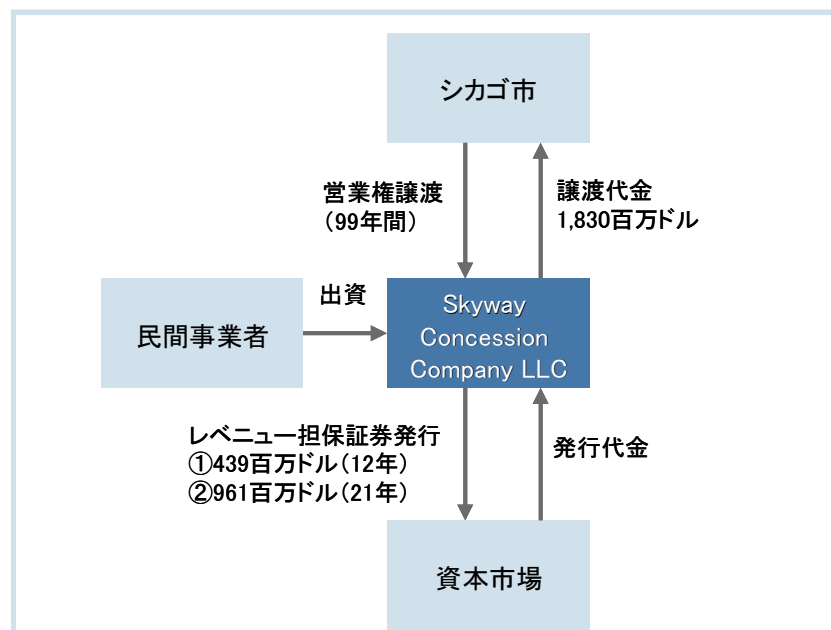 シカゴ市
営業権譲渡
（99年間）
譲渡代金
1,830百万ドル
民間事業者
出資
Skyway
Concession
Company LLC
レベニュー担保証券発行
①439百万ドル（12年）
②961百万ドル（21年）
発行代金
資本市場